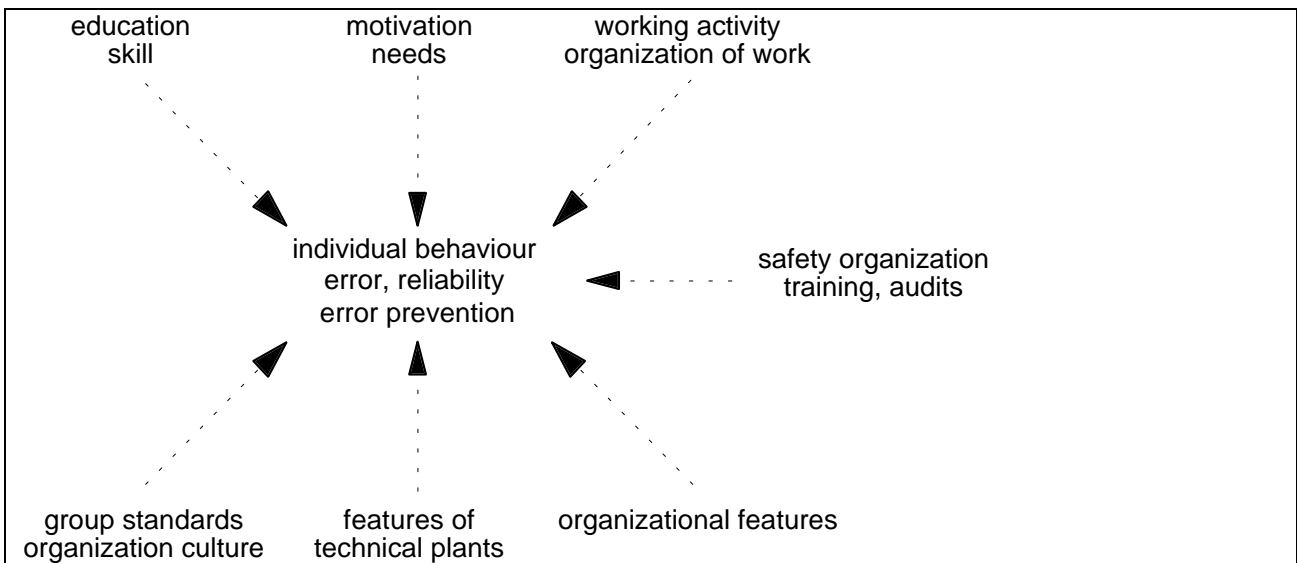 education
skill
motivation
needs
working activity
organization of work
individual behaviour
error, reliability
error prevention
safety organization
training, audits
group standards
organization culture
features of
technical plants
organizational features